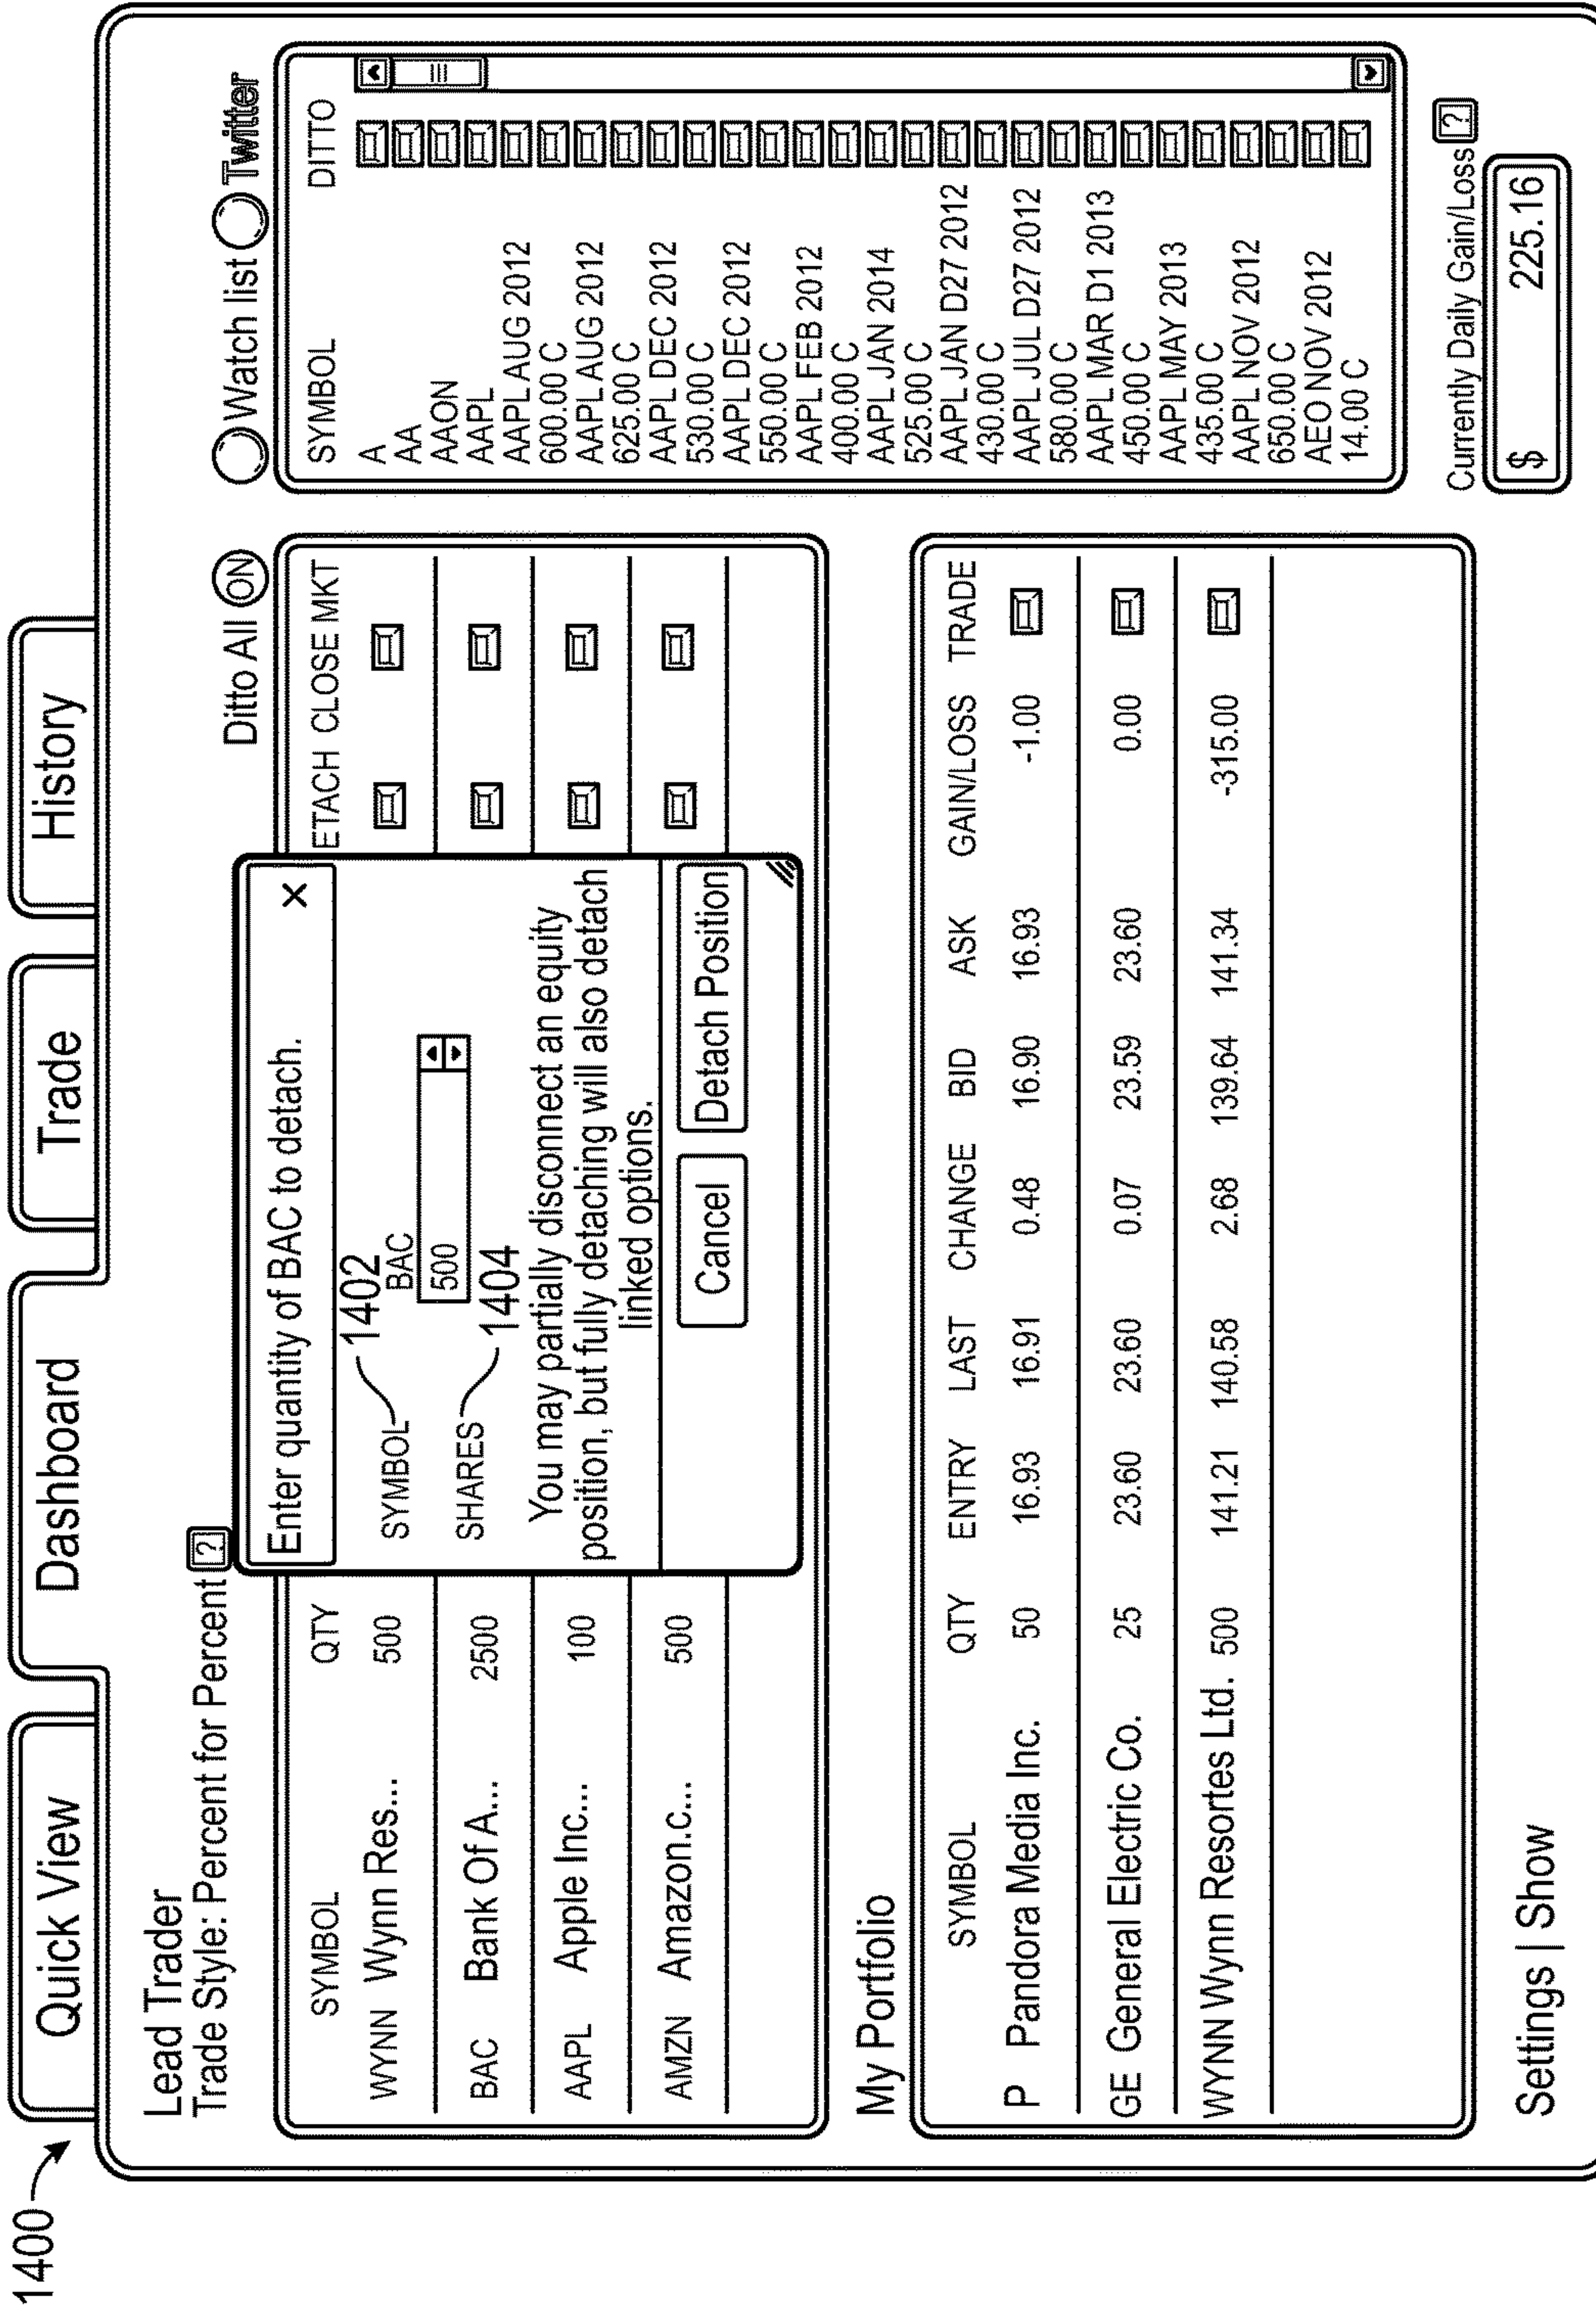 1400
Quick View
Dashboard
Trade
History
Lead Trader
Trade Style: Percent for Percent ?
Ditto All ON
Watch list Twitter
SYMBOL QTY ETACH CLOSE MKT
WYNN Wynn Res... 500
BAC Bank Of A... 2500
AAPL Apple Inc... 100
AMZN Amazon.c... 500
Enter quantity of BAC to detach. X
1402
SYMBOL BAC
SHARES 500
1404
You may partially disconnect an equity
position, but fully detaching will also detach
linked options.
Cancel Detach Position
SYMBOL DITTO
A
AA
AAON
AAPL
AAPL AUG 2012
600.00 C
AAPL AUG 2012
625.00 C
AAPL DEC 2012
530.00 C
AAPL DEC 2012
550.00 C
AAPL FEB 2012
400.00 C
AAPL JAN 2014
525.00 C
AAPL JAN D27 2012
430.00 C
AAPL JUL D27 2012
580.00 C
AAPL MAR D1 2013
450.00 C
AAPL MAY 2013
435.00 C
AAPL NOV 2012
650.00 C
AEO NOV 2012
14.00 C
My Portfolio
SYMBOL QTY ENTRY LAST CHANGE BID ASK GAIN/LOSS TRADE
P Pandora Media Inc. 50 16.93 16.91 0.48 16.90 16.93 -1.00
GE General Electric Co. 25 23.60 23.60 0.07 23.59 23.60 0.00
WYNN Wynn Resortes Ltd. 500 141.21 140.58 2.68 139.64 141.34 -315.00
Currently Daily Gain/Loss ?
$ 225.16
Settings | Show